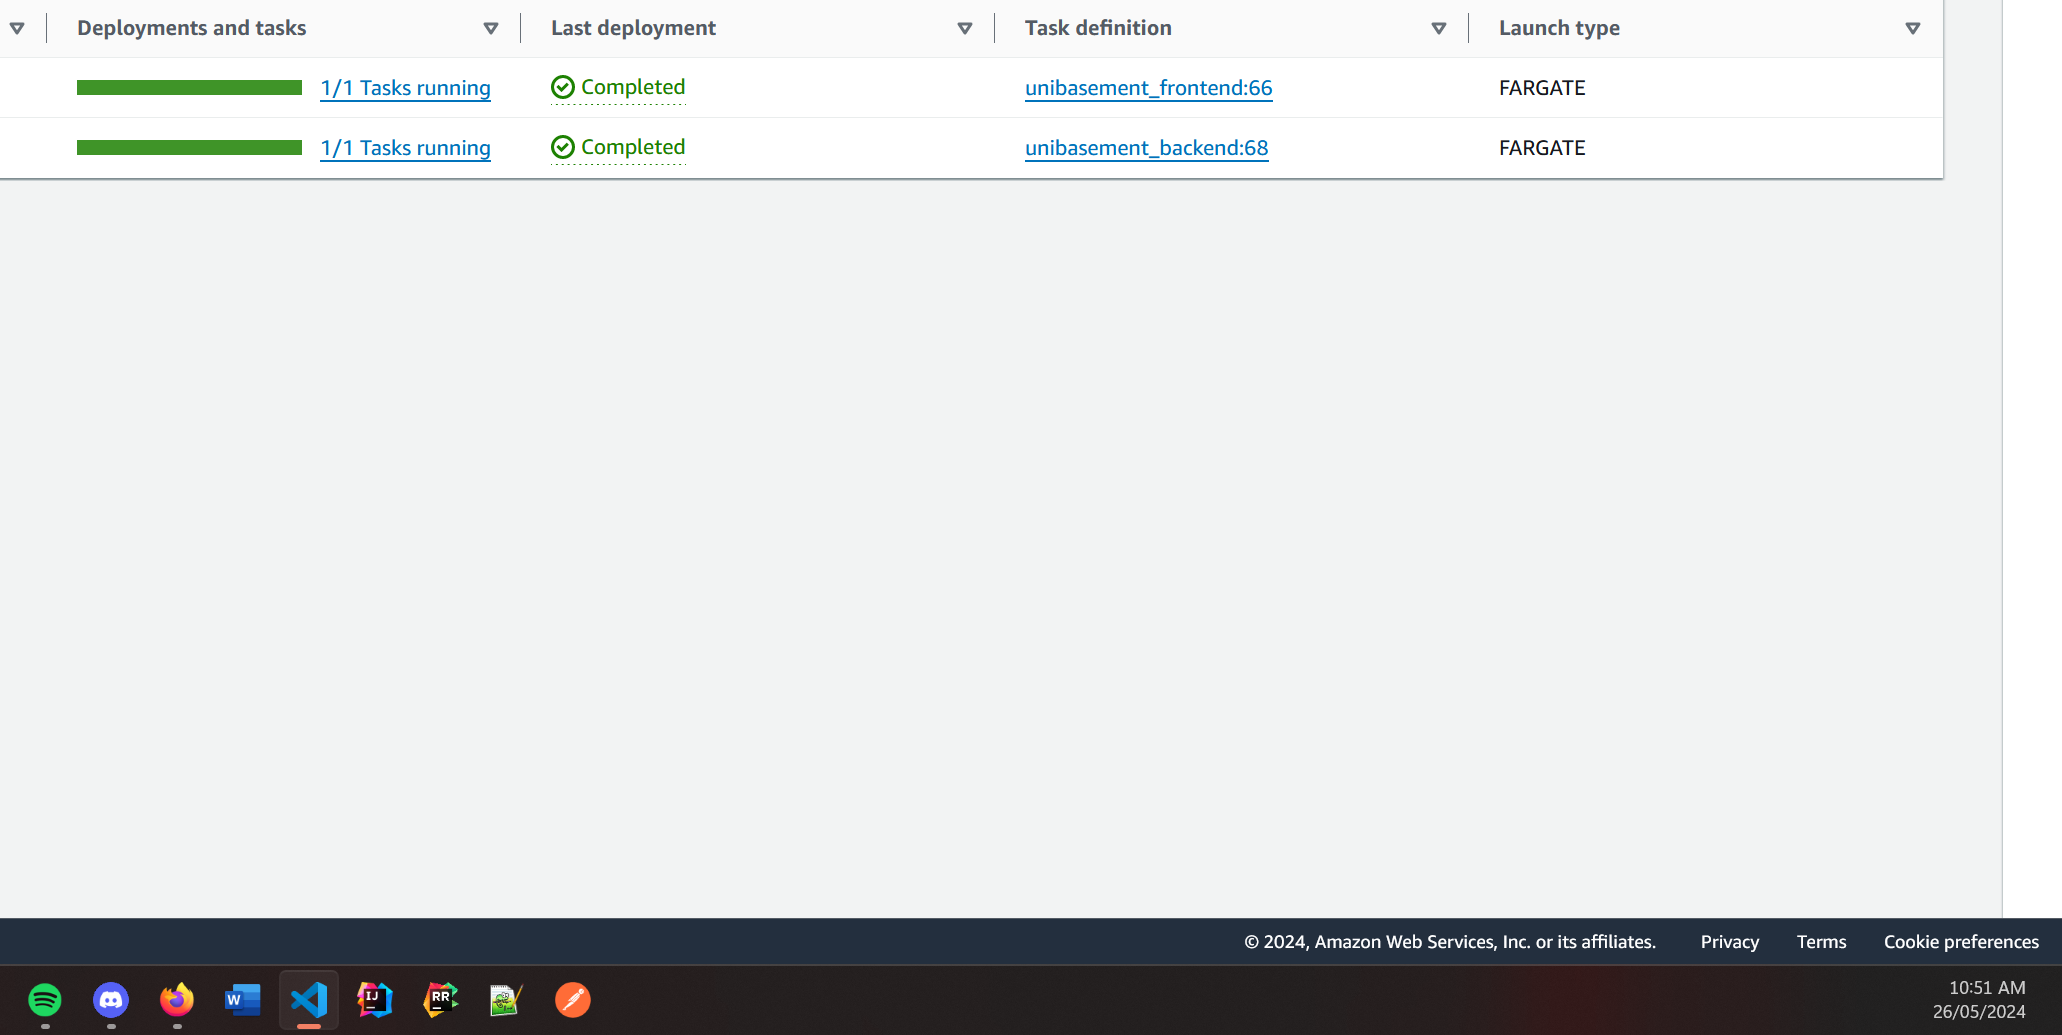 Deployments and tasks Last deployment Task definition Launch type
1/1 Tasks running Completed unibasement_frontend:66 FARGATE
1/1 Tasks running Completed unibasement_backend:68 FARGATE
© 2024, Amazon Web Services, Inc. or its affiliates. Privacy Terms Cookie preferences
W IJ RR
10:51 AM
26/05/2024